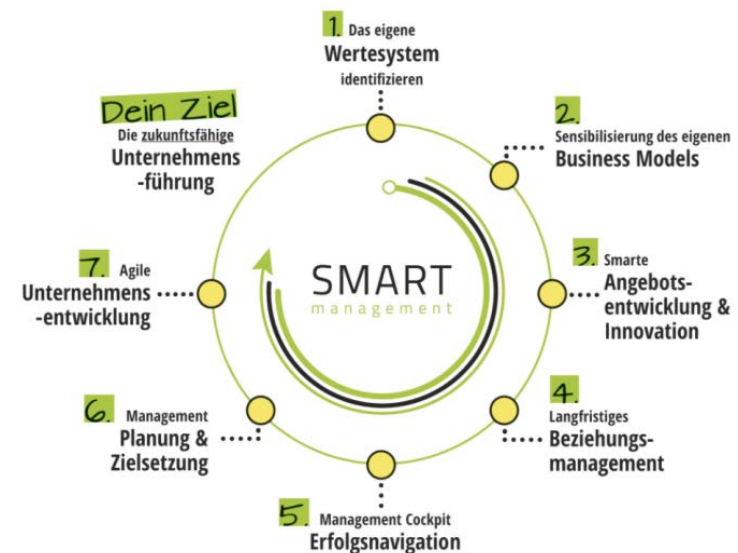 1. Das eigene
Wertesystem
identifizieren
2.
Sensibilisierung des eigenen
Business Models
3. Smarte
Angebots-
entwicklung &
Innovation
4.
Langfristiges
Beziehungs-
management
5. Management Cockpit
Erfolgsnavigation
6. Management
Planung &
Zielsetzung
7. Agile
Unternehmens
-entwicklung
Dein Ziel
Die zukunftsfähige
Unternehmens
-führung
SMART
management